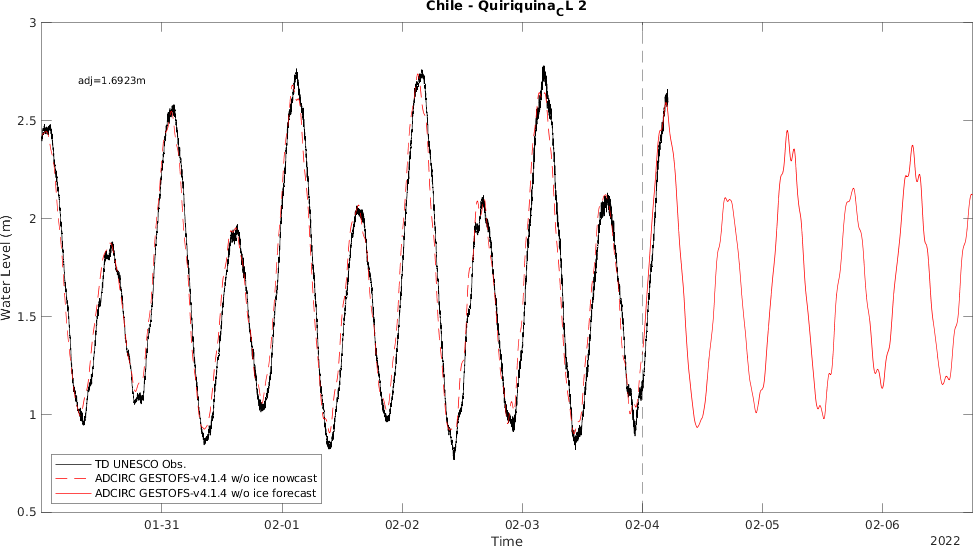 Chile - Quiriquina_CL 2
3
adj=1.6923m
2.5
2
Water Level (m)
1.5
1
TD UNESCO Obs.
ADCIRC GESTOFS-v4.1.4 w/o ice nowcast
ADCIRC GESTOFS-v4.1.4 w/o ice forecast
0.5
01-31 02-01 02-02 02-03 02-04 02-05 02-06
Time
2022